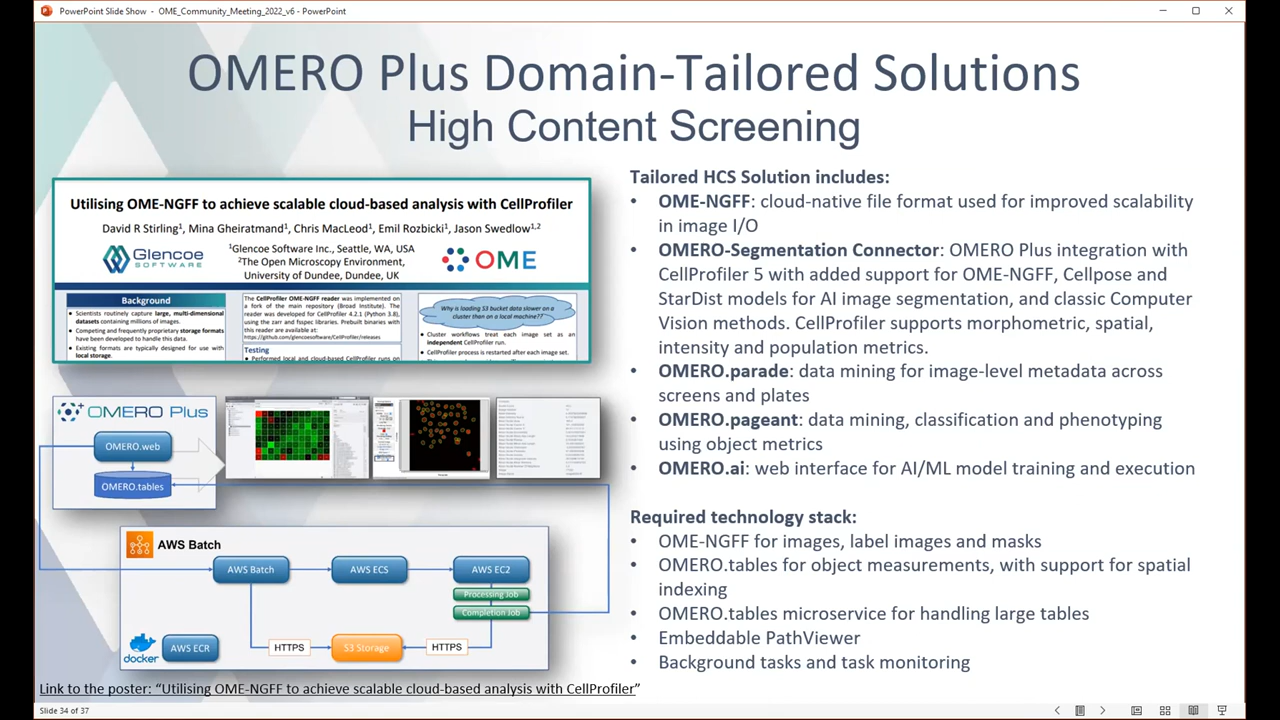 PowerPoint Slide Show - OME_Community_Meeting_2022_v6 - PowerPoint
OMERO Plus Domain-Tailored Solutions
High Content Screening
Utilising OME-NGFF to achieve scalable cloud-based analysis with CellProfiler
David R Stirling¹, Mina Gheiratmand¹, Chris MacLeod¹, Emil Rozbicki¹, Jason Swedlow¹,²
Glencoe
SOFTWARE
¹Glencoe Software Inc., Seattle, WA, USA
²The Open Microscopy Environment,
University of Dundee, Dundee, UK
OME
Background
• Scientists routinely capture large, multi-dimensional
datasets containing millions of images.
• Competing and frequently proprietary storage formats
have been developed to handle this data.
• Existing formats are typically designed for use with
local storage.
The CellProfiler OME-NGFF reader was implemented on
a fork of the main repository (Broad Institute). The
reader was developed for CellProfiler 4.2.1 (Python 3.8),
using the zarr and fsspec libraries. Prebuilt binaries with
this reader are available at:
https://github.com/glencoesoftware/CellProfiler/releases
Testing
• Performed local and cloud-based CellProfiler runs on
Why is loading S3 bucket data slower on a
cluster than on a local machine??
• Cluster workflows treat each image set as an
independent CellProfiler run.
• CellProfiler process is restarted after each image set.
OMERO Plus
OMERO.web
OMERO.tables
AWS Batch
AWS Batch
AWS ECS
AWS EC2
Processing Job
Completion Job
docker
AWS ECR
HTTPS
S3 Storage
HTTPS
Link to the poster: “Utilising OME-NGFF to achieve scalable cloud-based analysis with CellProfiler”
Tailored HCS Solution includes:
• OME-NGFF: cloud-native file format used for improved scalability
in image I/O
• OMERO-Segmentation Connector: OMERO Plus integration with
CellProfiler 5 with added support for OME-NGFF, Cellpose and
StarDist models for AI image segmentation, and classic Computer
Vision methods. CellProfiler supports morphometric, spatial,
intensity and population metrics.
• OMERO.parade: data mining for image-level metadata across
screens and plates
• OMERO.pageant: data mining, classification and phenotyping
using object metrics
• OMERO.ai: web interface for AI/ML model training and execution
Required technology stack:
• OME-NGFF for images, label images and masks
• OMERO.tables for object measurements, with support for spatial
indexing
• OMERO.tables microservice for handling large tables
• Embeddable PathViewer
• Background tasks and task monitoring
Slide 34 of 37